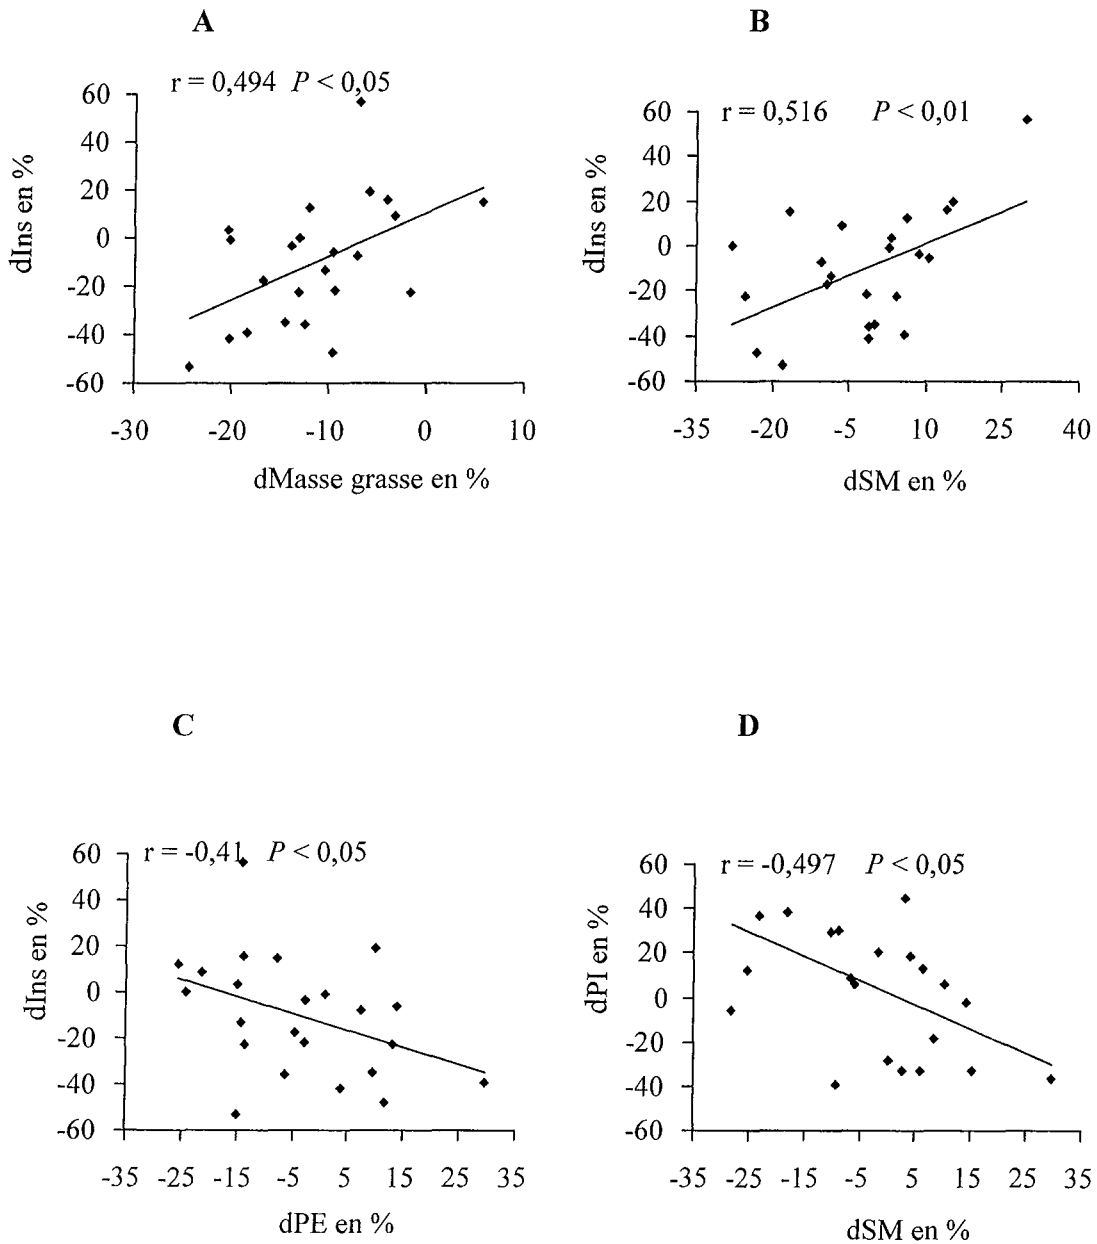 A
r = 0,494 P < 0,05
60
40
20
0
-20
-40
-60
dIns en %
-30 -20 -10 0 10
dMasse grasse en %
B
r = 0,516 P < 0,01
60
40
20
0
-20
-40
-60
dIns en %
-35 -20 -5 10 25 40
dSM en %
C
r = -0,41 P < 0,05
60
40
20
0
-20
-40
-60
dIns en %
-35 -25 -15 -5 5 15 25 35
dPE en %
D
r = -0,497 P < 0,05
60
40
20
0
-20
-40
-60
dPI en %
-35 -25 -15 -5 5 15 25 35
dSM en %